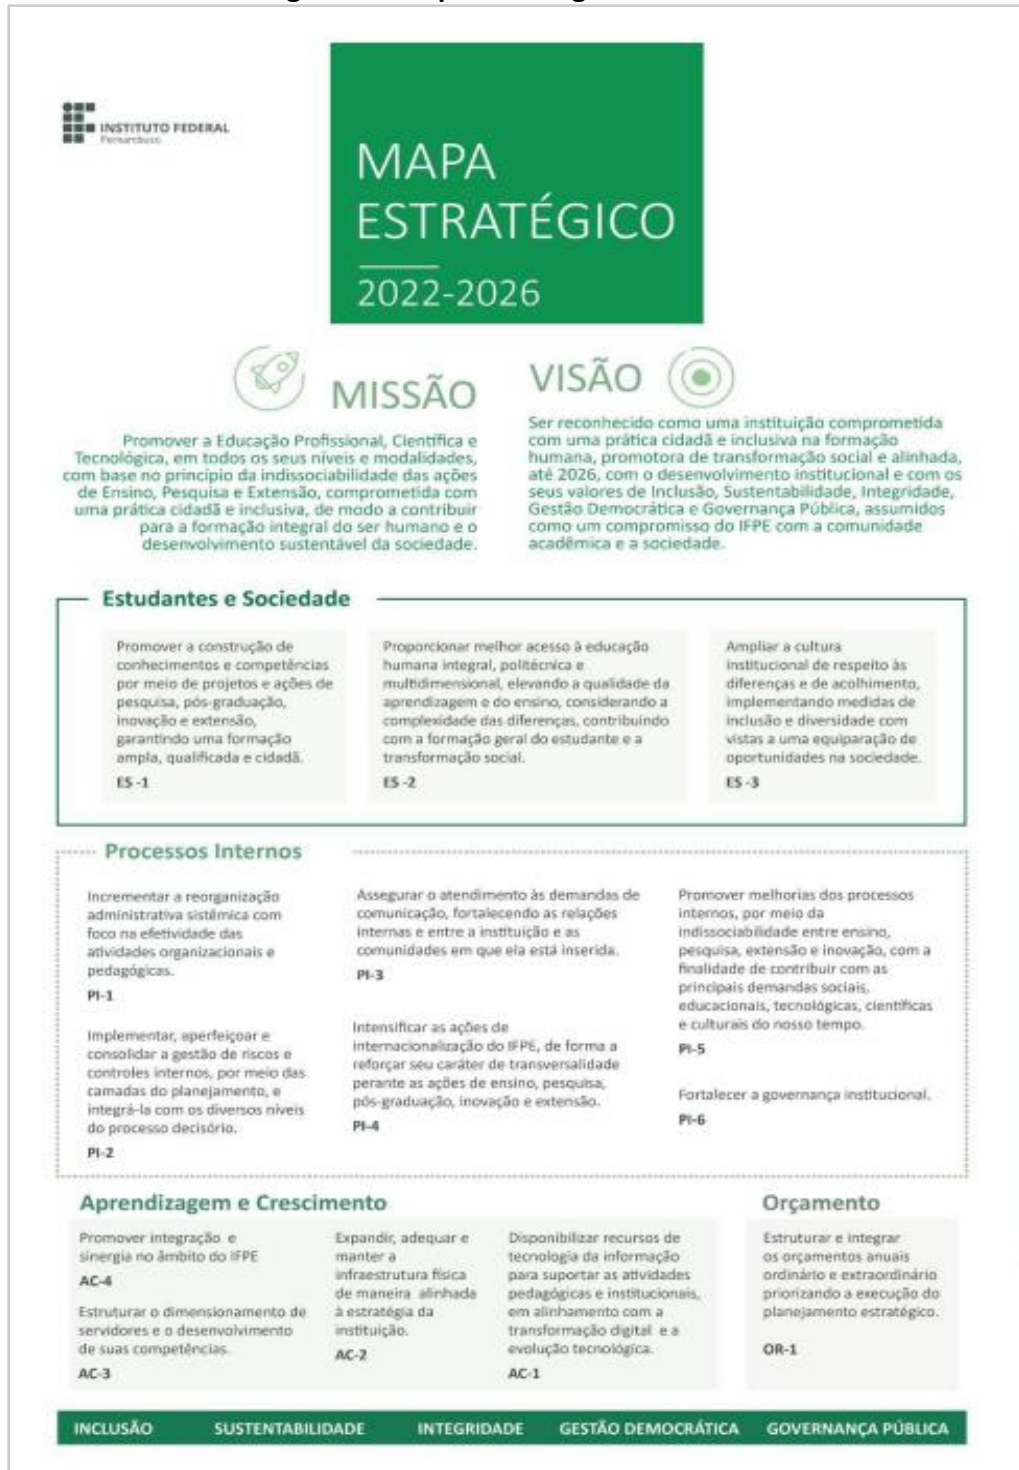 INSTITUTO FEDERAL
Pernambuco
MAPA
ESTRATÉGICO
2022-2026
MISSÃO
Promover a Educação Profissional, Científica e
Tecnológica, em todos os seus níveis e modalidades,
com base no princípio da indissociabilidade das ações
de Ensino, Pesquisa e Extensão, comprometida com
uma prática cidadã e inclusiva, de modo a contribuir
para a formação integral do ser humano e o
desenvolvimento sustentável da sociedade.
VISÃO
Ser reconhecido como uma instituição comprometida
com uma prática cidadã e inclusiva na formação
humana, promotora de transformação social e alinhada,
até 2026, com o desenvolvimento institucional e com os
seus valores de Inclusão, Sustentabilidade, Integridade,
Gestão Democrática e Governança Pública, assumidos
como um compromisso do IFPE com a comunidade
acadêmica e a sociedade.
Estudantes e Sociedade
Promover a construção de
conhecimentos e competências
por meio de projetos e ações de
pesquisa, pós-graduação,
inovação e extensão,
garantindo uma formação
ampla, qualificada e cidadã.
ES -1
Proporcionar melhor acesso à educação
humana integral, politécnica e
multidimensional, elevando a qualidade da
aprendizagem e do ensino, considerando a
complexidade das diferenças, contribuindo
com a formação geral do estudante e a
transformação social.
ES -2
Ampliar a cultura
institucional de respeito às
diferenças e de acolhimento,
implementando medidas de
inclusão e diversidade com
vistas a uma equiparação de
oportunidades na sociedade.
ES -3
Processos Internos
Incrementar a reorganização
administrativa sistêmica com
foco na efetividade das
atividades organizacionais e
pedagógicas.
PI-1
Implementar, aperfeiçoar e
consolidar a gestão de riscos e
controles internos, por meio das
camadas do planejamento, e
integrá-la com os diversos níveis
do processo decisório.
PI-2
Assegurar o atendimento às demandas de
comunicação, fortalecendo as relações
internas e entre a instituição e as
comunidades em que ela está inserida.
PI-3
Intensificar as ações de
internacionalização do IFPE, de forma a
reforçar seu caráter de transversalidade
perante as ações de ensino, pesquisa,
pós-graduação, inovação e extensão.
PI-4
Promover melhorias dos processos
internos, por meio da
indissociabilidade entre ensino,
pesquisa, extensão e inovação, com a
finalidade de contribuir com as
principais demandas sociais,
educacionais, tecnológicas, científicas
e culturais do nosso tempo.
PI-5
Fortalecer a governança institucional.
PI-6
Aprendizagem e Crescimento
Promover integração e
sinergia no âmbito do IFPE
AC-4
Estruturar o dimensionamento de
servidores e o desenvolvimento
de suas competências.
AC-3
Expandir, adequar e
manter a
infraestrutura física
de maneira alinhada
à estratégia da
instituição.
AC-2
Disponibilizar recursos de
tecnologia da informação
para suportar as atividades
pedagógicas e institucionais,
em alinhamento com a
transformação digital e a
evolução tecnológica.
AC-1
Orçamento
Estruturar e integrar
os orçamentos anuais
ordinário e extraordinário
priorizando a execução do
planejamento estratégico.
OR-1
INCLUSÃO SUSTENTABILIDADE INTEGRIDADE GESTÃO DEMOCRÁTICA GOVERNANÇA PÚBLICA